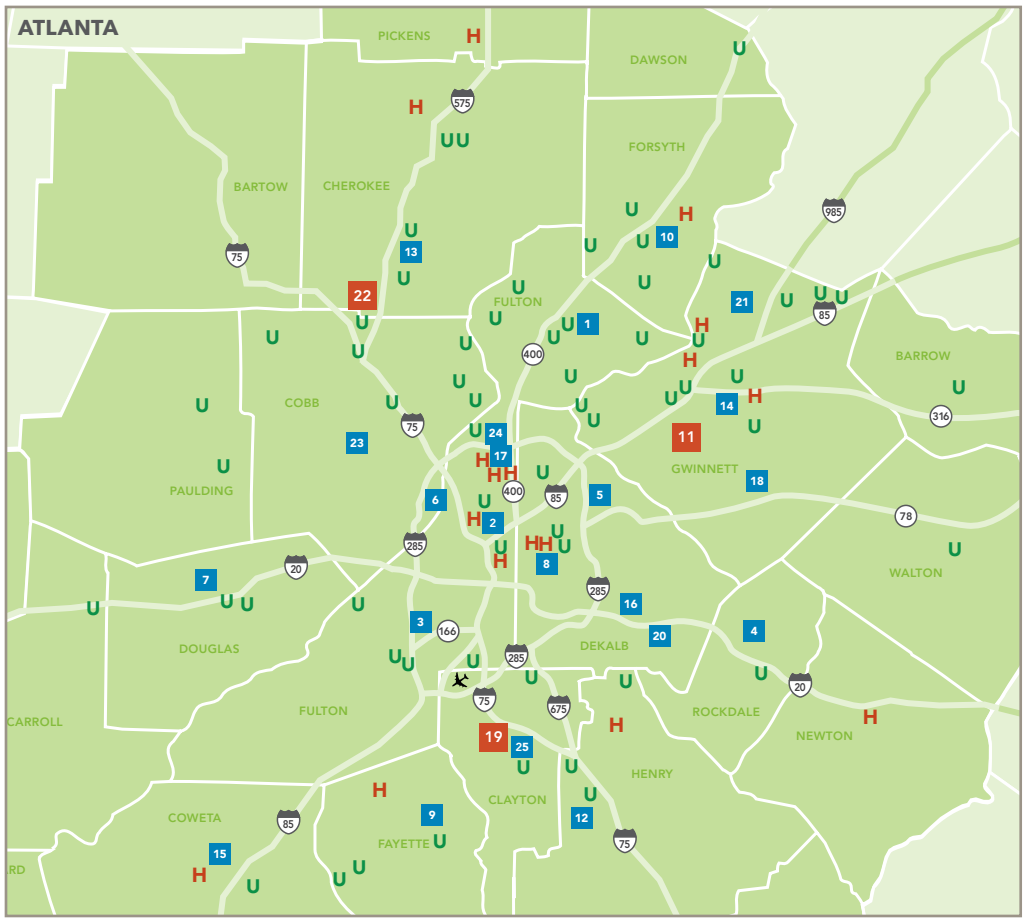 ATLANTA
PICKENS
H
U
DAWSON
575
H
U U
FORSYTH
BARTOW
CHEROKEE
985
U
H
U
U
10
U
13
75
U
U
U
U
22
FULTON
21
U
U
U
85
U
U
U
1
H
U
U
U
U
U
U
400
H
BARROW
U
U
U
U
U
U
COBB
U
U
U
14
H
316
U
75
U
U
24
U
11
23
17
H
U
GWINNETT
H
H
U
18
PAULDING
400
85
5
6
U
78
H
2
U
285
U
H
H
U
U
H
8
WALTON
20
7
285
U
U
U
U
16
3
166
4
20
DEKALB
DOUGLAS
U
U
U
285
U
U
U
20
75
675
ROCKDALE
FULTON
CARROLL
H
H
NEWTON
19
25
U
U
HENRY
H
U
CLAYTON
COWETA
85
9
12
FAYETTE
U
75
15
H
U
U
U
RD